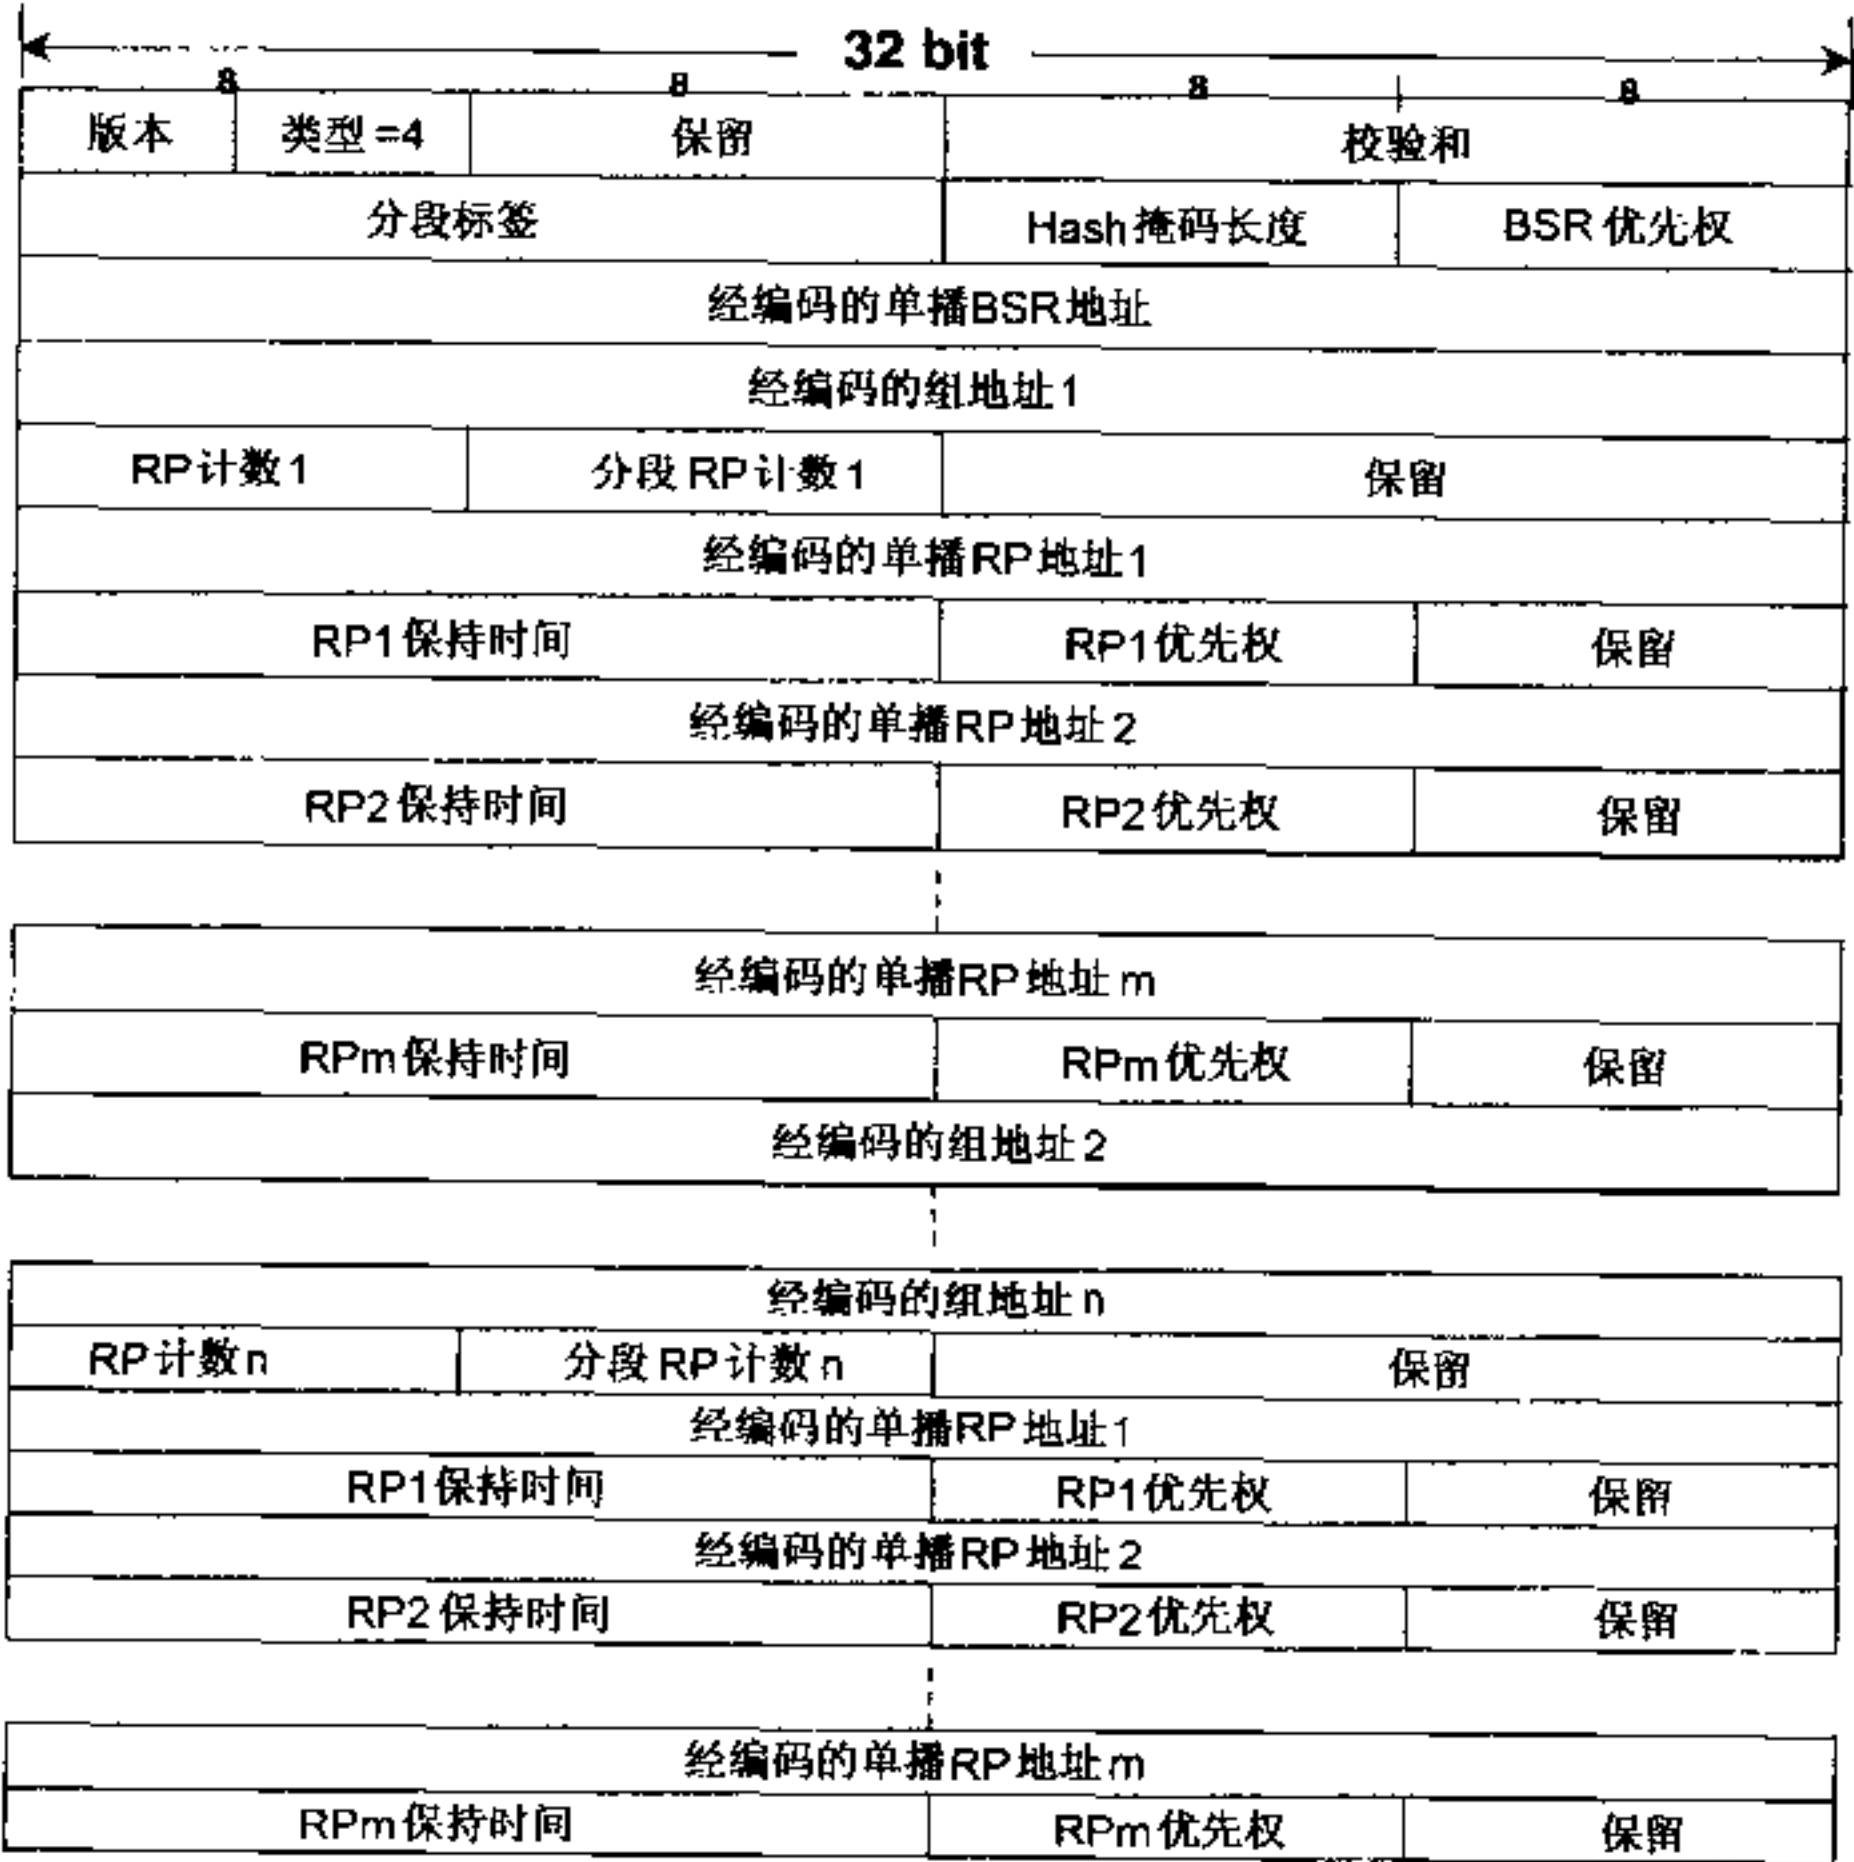 32 bit
8 8 8 8
版本 类型=4 保留 校验和
分段标签 Hash掩码长度 BSR优先权
经编码的单播BSR地址
经编码的组地址1
RP计数1 分段RP计数1 保留
经编码的单播RP地址1
RP1保持时间 RP1优先权 保留
经编码的单播RP地址2
RP2保持时间 RP2优先权 保留
经编码的单播RP地址m
RPm保持时间 RPm优先权 保留
经编码的组地址2
经编码的组地址n
RP计数n 分段RP计数n 保留
经编码的单播RP地址1
RP1保持时间 RP1优先权 保留
经编码的单播RP地址2
RP2保持时间 RP2优先权 保留
经编码的单播RP地址m
RPm保持时间 RPm优先权 保留